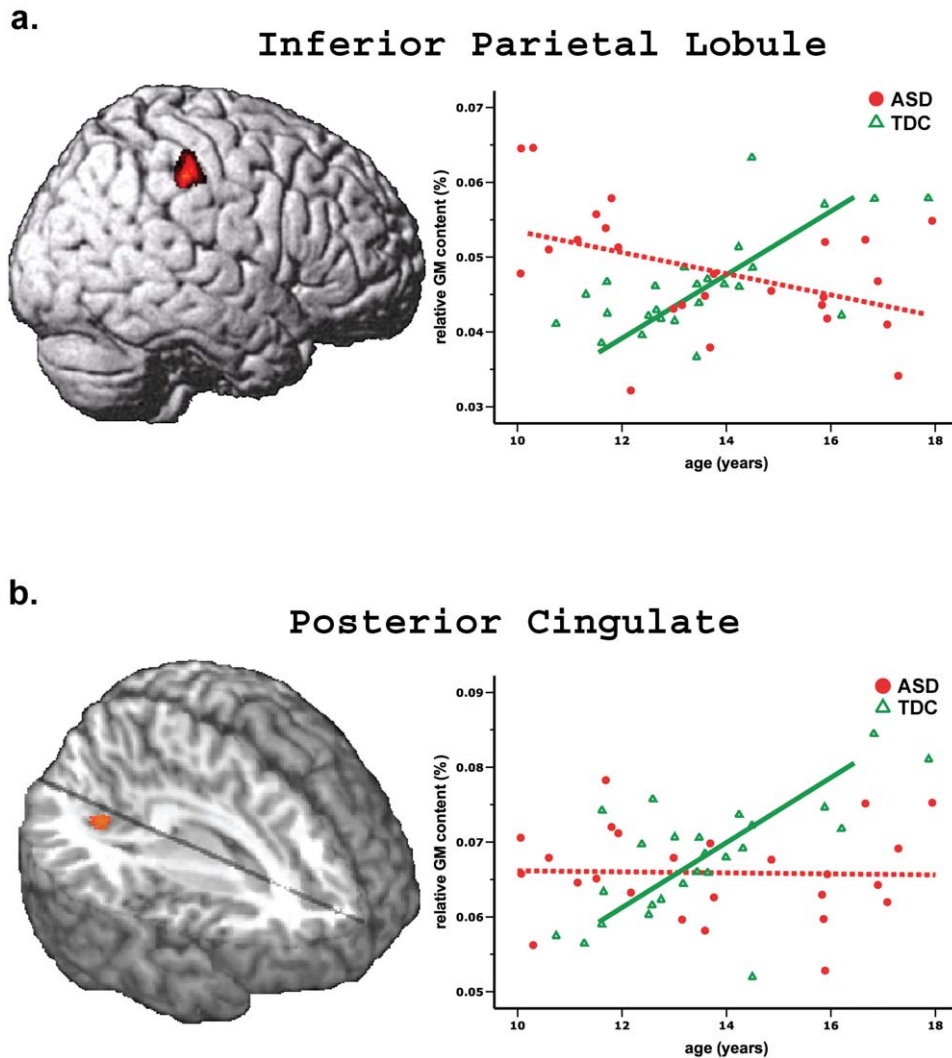 a.
Inferior Parietal Lobule
ASD
TDC
0.07
0.06
0.05
0.04
0.03
relative GM content (%)
10 12 14 16 18
age (years)
b.
Posterior Cingulate
ASD
TDC
0.09
0.08
0.07
0.06
0.05
relative GM content (%)
10 12 14 16 18
age (years)